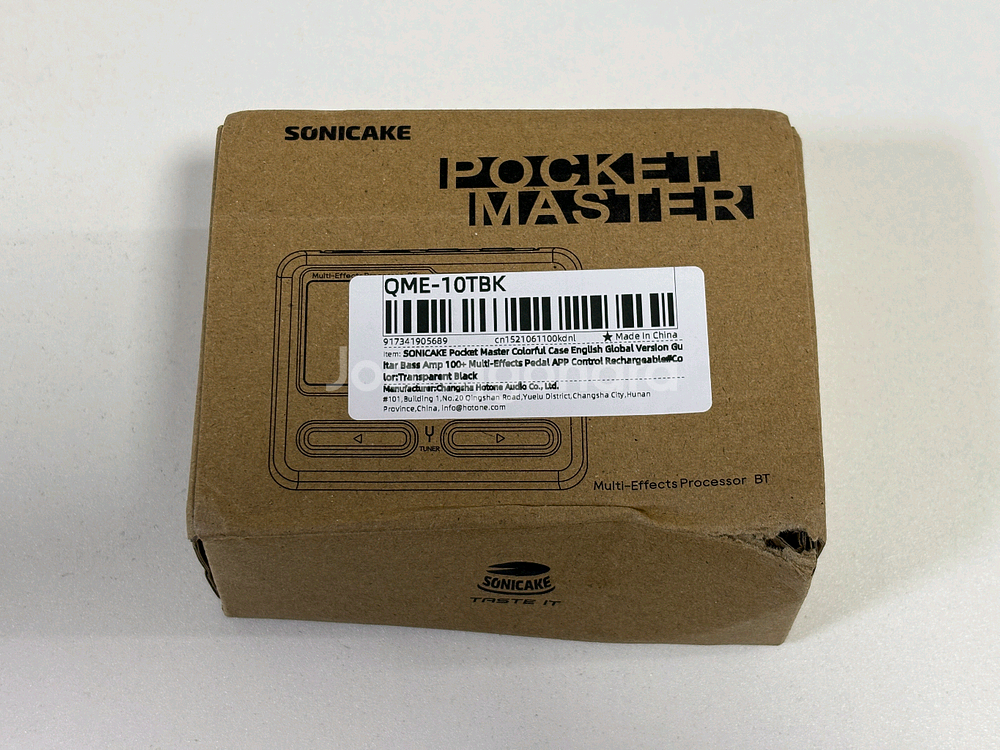 SONICAKE
POCKET
MASTER
QME-10TBK
917341905689 cn1521061100kdnl ★ Made In China
Item: SONICAKE Pocket Master Colorful Case English Global Version Gu
itar Bass Amp 100+ Multi-Effects Pedal APP Control Rechargeable#Co
lor:Transparent Black
Manufacturer:Changsha Hotone Audio Co., Ltd.
#101,Building 1,No.20 Qingshan Road,Yuelu District,Changsha City,Hunan
Province,China, info@hotone.com
TUNER
Multi-Effects Processor BT
SONICAKE
TASTE IT